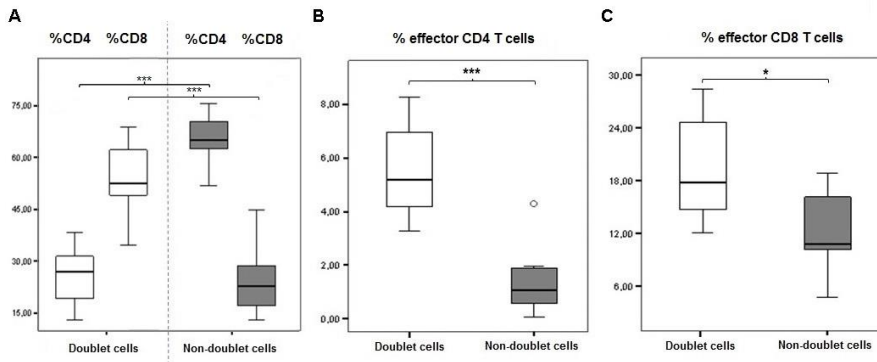 A
%CD4 %CD8 %CD4 %CD8
***
***
75,00
60,00
45,00
30,00
15,00
Doublet cells Non-doublet cells
B
% effector CD4 T cells
***
8,00
6,00
4,00
2,00
0,00
Doublet cells Non-doublet cells
C
% effector CD8 T cells
*
30,00
24,00
18,00
12,00
6,00
Doublet cells Non-doublet cells